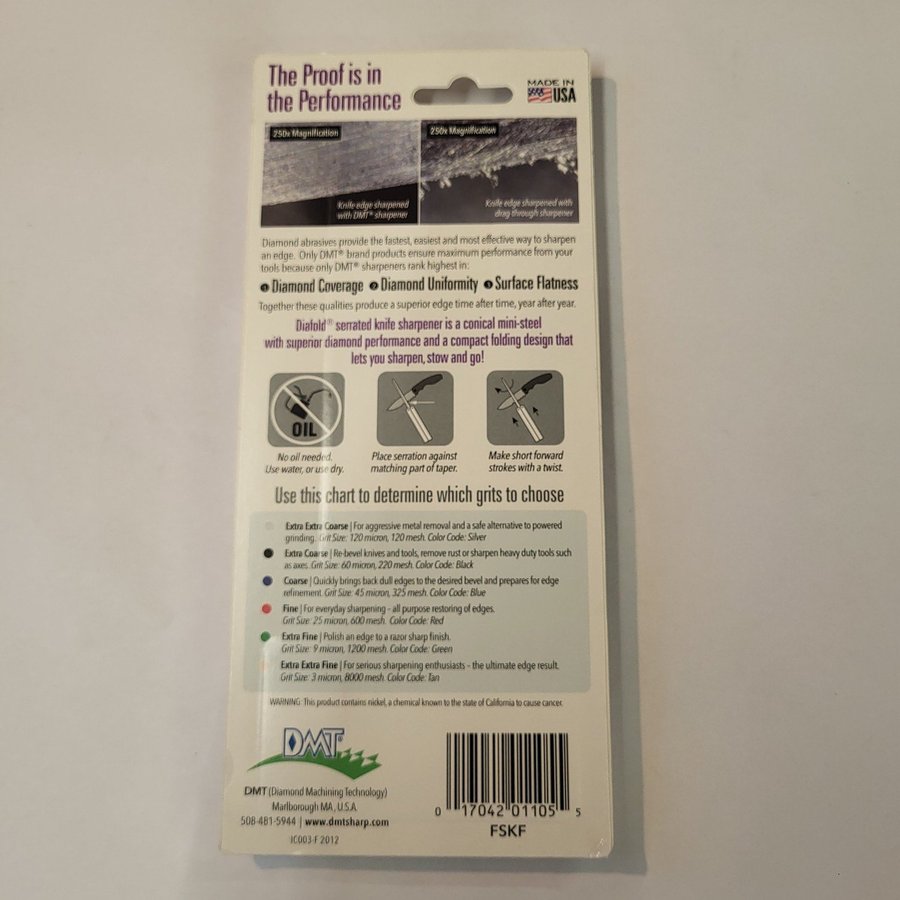 The Proof is in
the Performance
MADE IN
USA
250x Magnification
250x Magnification
Knife edge sharpened
with DMT® sharpener
Knife edge sharpened with
drag through sharpener
Diamond abrasives provide the fastest, easiest and most effective way to sharpen
an edge. Only DMT® brand products ensure maximum performance from your
tools because only DMT® sharpeners rank highest in:
❶ Diamond Coverage ❷ Diamond Uniformity ❸ Surface Flatness
Together these qualities produce a superior edge time after time, year after year.
Diafold® serrated knife sharpener is a conical mini-steel
with superior diamond performance and a compact folding design that
lets you sharpen, stow and go!
OIL
No oil needed.
Use water, or use dry.
Place serration against
matching part of taper.
Make short forward
strokes with a twist.
Use this chart to determine which grits to choose
Extra Extra Coarse | For aggressive metal removal and a safe alternative to powered
grinding. Grit Size: 120 micron, 120 mesh. Color Code: Silver
Extra Coarse | Re-bevel knives and tools, remove rust or sharpen heavy duty tools such
as axes. Grit Size: 60 micron, 220 mesh. Color Code: Black
Coarse | Quickly brings back dull edges to the desired bevel and prepares for edge
refinement. Grit Size: 45 micron, 325 mesh. Color Code: Blue
Fine | For everyday sharpening - all purpose restoring of edges.
Grit Size: 25 micron, 600 mesh. Color Code: Red
Extra Fine | Polish an edge to a razor sharp finish.
Grit Size: 9 micron, 1200 mesh. Color Code: Green
Extra Extra Fine | For serious sharpening enthusiasts - the ultimate edge result.
Grit Size: 3 micron, 8000 mesh. Color Code: Tan
WARNING: This product contains nickel, a chemical known to the state of California to cause cancer.
DMT®
DMT (Diamond Machining Technology)
Marlborough MA, U.S.A.
508-481-5944 | www.dmtsharp.com
IC003-F 2012
0 17042 01105 5
FSKF